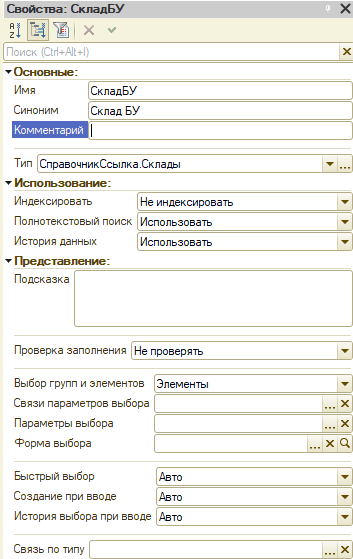 Свойства: СкладБУ
Поиск (Ctrl+Alt+I)
Основные:
Имя СкладБУ
Синоним Склад БУ
Комментарий
Тип СправочникСсылка.Склады
Использование:
Индексировать Не индексировать
Полнотекстовый поиск Использовать
История данных Использовать
Представление:
Подсказка
Проверка заполнения Не проверять
Выбор групп и элементов Элементы
Связи параметров выбора
Параметры выбора
Форма выбора
Быстрый выбор Авто
Создание при вводе Авто
История выбора при вводе Авто
Связь по типу